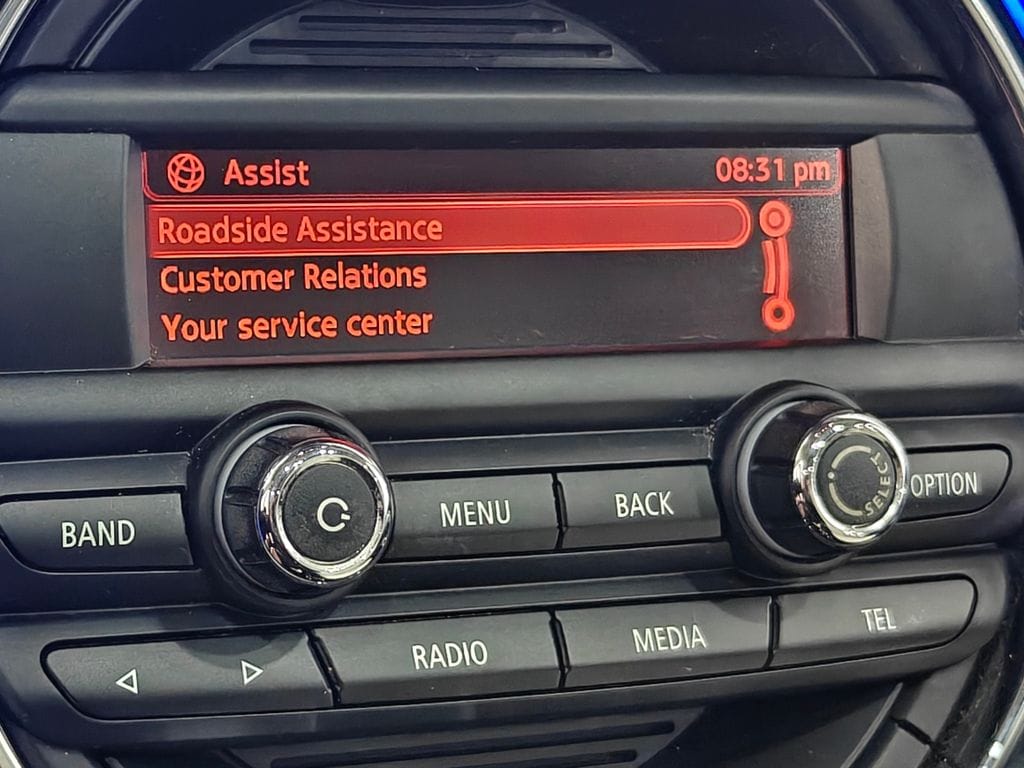 Assist 08:31 pm
Roadside Assistance
Customer Relations
Your service center
BAND MENU BACK SELECT OPTION
RADIO MEDIA TEL